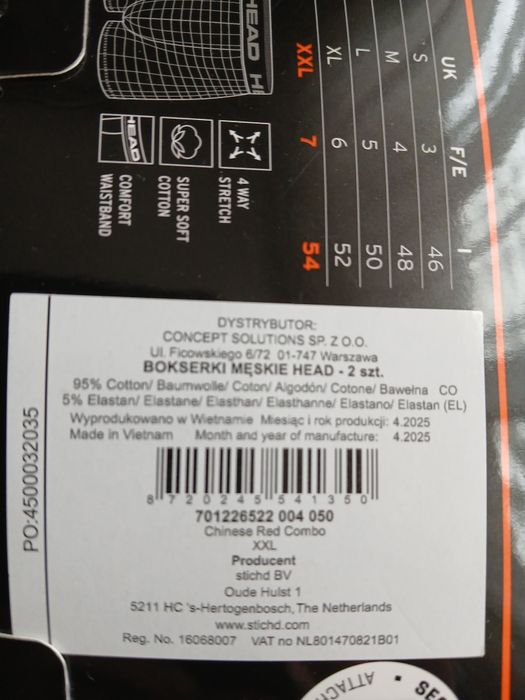 HEAD HE
UK F/E I
S 3 46
M 4 48
L 5 50
XL 6 52
XXL 7 54
4 WAY
STRETCH
SUPER SOFT
COTTON
HEAD
COMFORT
WAISTBAND
DYSTRYBUTOR:
CONCEPT SOLUTIONS SP. Z O.O.
Ul. Ficowskiego 6/72 01-747 Warszawa
BOKSERKI MĘSKIE HEAD - 2 szt.
95% Cotton/ Baumwolle/ Coton/ Algodón/ Cotone/ Bawełna CO
5% Elastan/ Elastane/ Elasthan/ Elasthanne/ Elastano/ Elastan (EL)
Wyprodukowano w Wietnamie Miesiąc i rok produkcji: 4.2025
Made in Vietnam Month and year of manufacture: 4.2025
8 720245 541350
701226522 004 050
Chinese Red Combo
XXL
Producent
stichd BV
Oude Hulst 1
5211 HC 's-Hertogenbosch, The Netherlands
www.stichd.com
Reg. No. 16068007 VAT no NL801470821B01
PO:4500032035